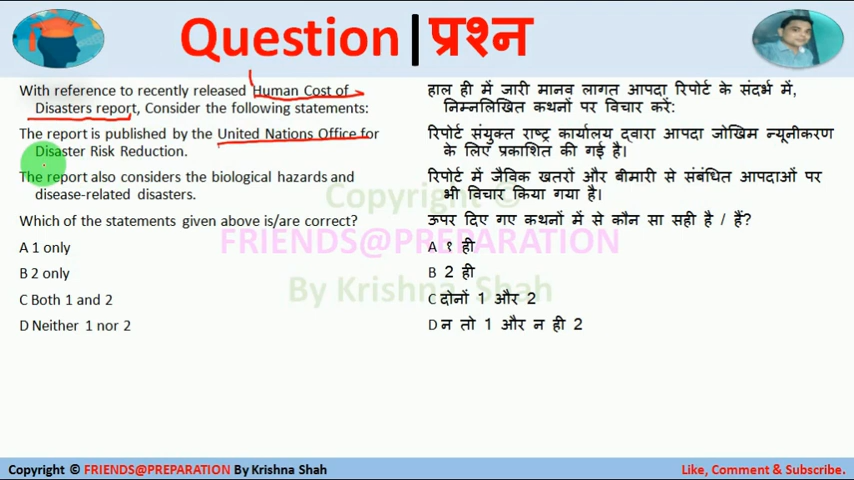 Question|प्रश्न
With reference to recently released Human Cost of
Disasters report, Consider the following statements:
The report is published by the United Nations Office for
Disaster Risk Reduction.
The report also considers the biological hazards and
disease-related disasters.
Which of the statements given above is/are correct?
A 1 only
B 2 only
C Both 1 and 2
D Neither 1 nor 2
हाल ही में जारी मानव लागत आपदा रिपोर्ट के संदर्भ में,
निम्नलिखित कथनों पर विचार करें:
रिपोर्ट संयुक्त राष्ट्र कार्यालय द्वारा आपदा जोखिम न्यूनीकरण
के लिए प्रकाशित की गई है।
रिपोर्ट में जैविक खतरों और बीमारी से संबंधित आपदाओं पर
भी विचार किया गया है।
ऊपर दिए गए कथनों में से कौन सा सही है / हैं?
A १ ही
B 2 ही
C दोनों 1 और 2
D न तो 1 और न ही 2
Copyright ©
FRIENDS@PREPARATION
By Krishna Shah
Copyright © FRIENDS@PREPARATION By Krishna Shah
Like, Comment & Subscribe.